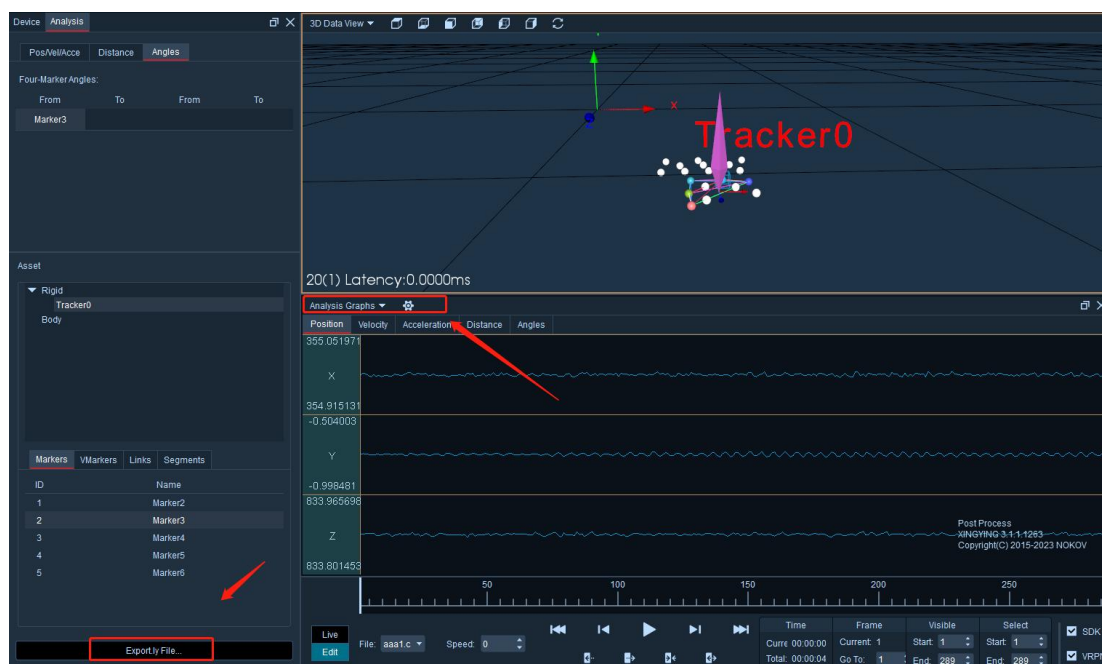 Device Analysis
Pos/Vel/Acce Distance Angles
Four-Marker Angles:
From To From To
Marker3
Asset
Rigid
Tracker0
Body
Markers VMarkers Links Segments
ID Name
1 Marker2
2 Marker3
3 Marker4
4 Marker5
5 Marker6
Export.ly File...
3D Data View
X
Tracker0
20(1) Latency:0.0000ms
Analysis Graphs
Position Velocity Acceleration Distance Angles
355.051971
X
354.915131
-0.504003
Y
-0.998481
833.965698
Z
833.801453
Post Process
XINGYING 3.1.1.1263
Copyright(C) 2015-2023 NOKOV
50 100 150 200 250
Live
Edit
File: aaa1.c Speed: 0
Time Frame Visible Select
Curre 00:00:00 Current: 1 Start: 1 Start: 1
Total: 00:00:04 Go To: 1 End: 289 End: 289
SDK
VRPN